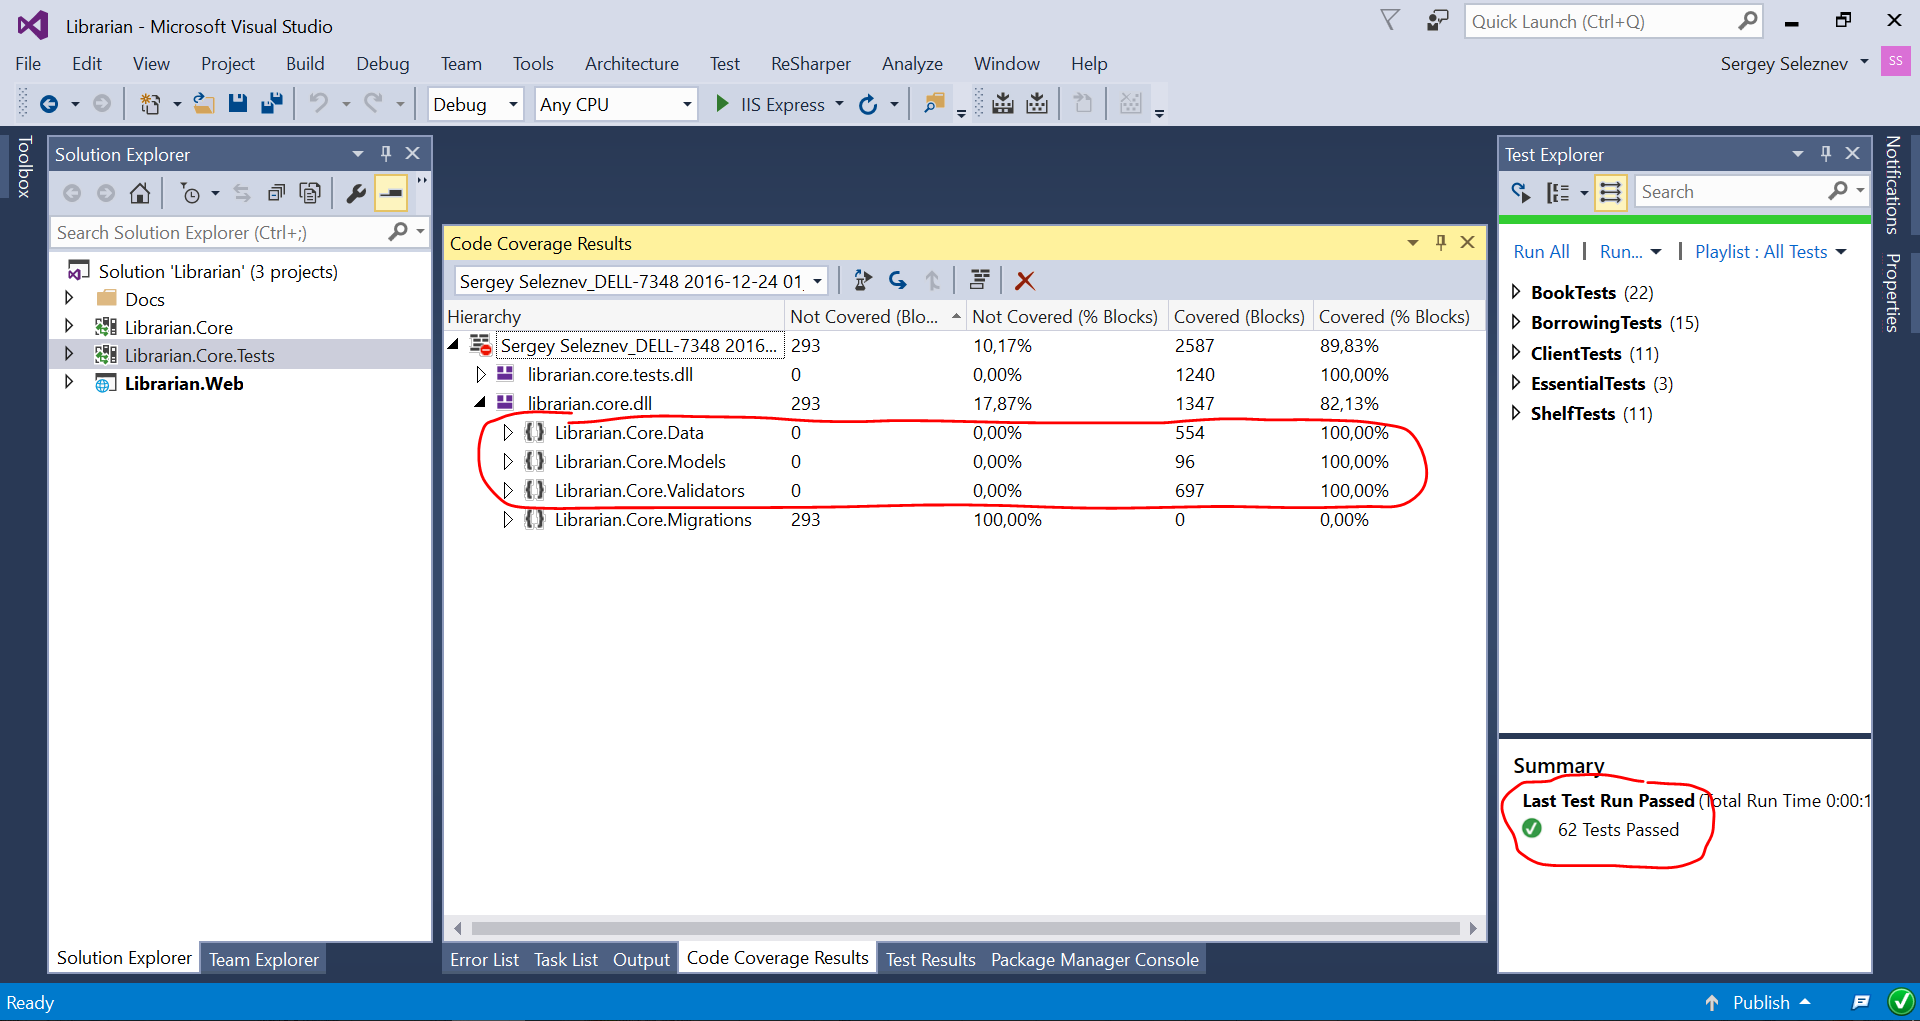 Librarian - Microsoft Visual Studio
Quick Launch (Ctrl+Q)
File Edit View Project Build Debug Team Tools Architecture Test ReSharper Analyze Window Help
Sergey Seleznev SS
Debug Any CPU IIS Express
Toolbox
Solution Explorer
Search Solution Explorer (Ctrl+;)
Solution 'Librarian' (3 projects)
Docs
Librarian.Core
Librarian.Core.Tests
Librarian.Web
Solution Explorer Team Explorer
Code Coverage Results
Sergey Seleznev_DELL-7348 2016-12-24 01
Hierarchy Not Covered (Blo... Not Covered (% Blocks) Covered (Blocks) Covered (% Blocks)
Sergey Seleznev_DELL-7348 2016... 293 10,17% 2587 89,83%
librarian.core.tests.dll 0 0,00% 1240 100,00%
librarian.core.dll 293 17,87% 1347 82,13%
Librarian.Core.Data 0 0,00% 554 100,00%
Librarian.Core.Models 0 0,00% 96 100,00%
Librarian.Core.Validators 0 0,00% 697 100,00%
Librarian.Core.Migrations 293 100,00% 0 0,00%
Error List Task List Output Code Coverage Results Test Results Package Manager Console
Test Explorer
Search
Run All Run... Playlist : All Tests
BookTests (22)
BorrowingTests (15)
ClientTests (11)
EssentialTests (3)
ShelfTests (11)
Summary
Last Test Run Passed (Total Run Time 0:00:1
62 Tests Passed
Notifications
Properties
Ready
Publish